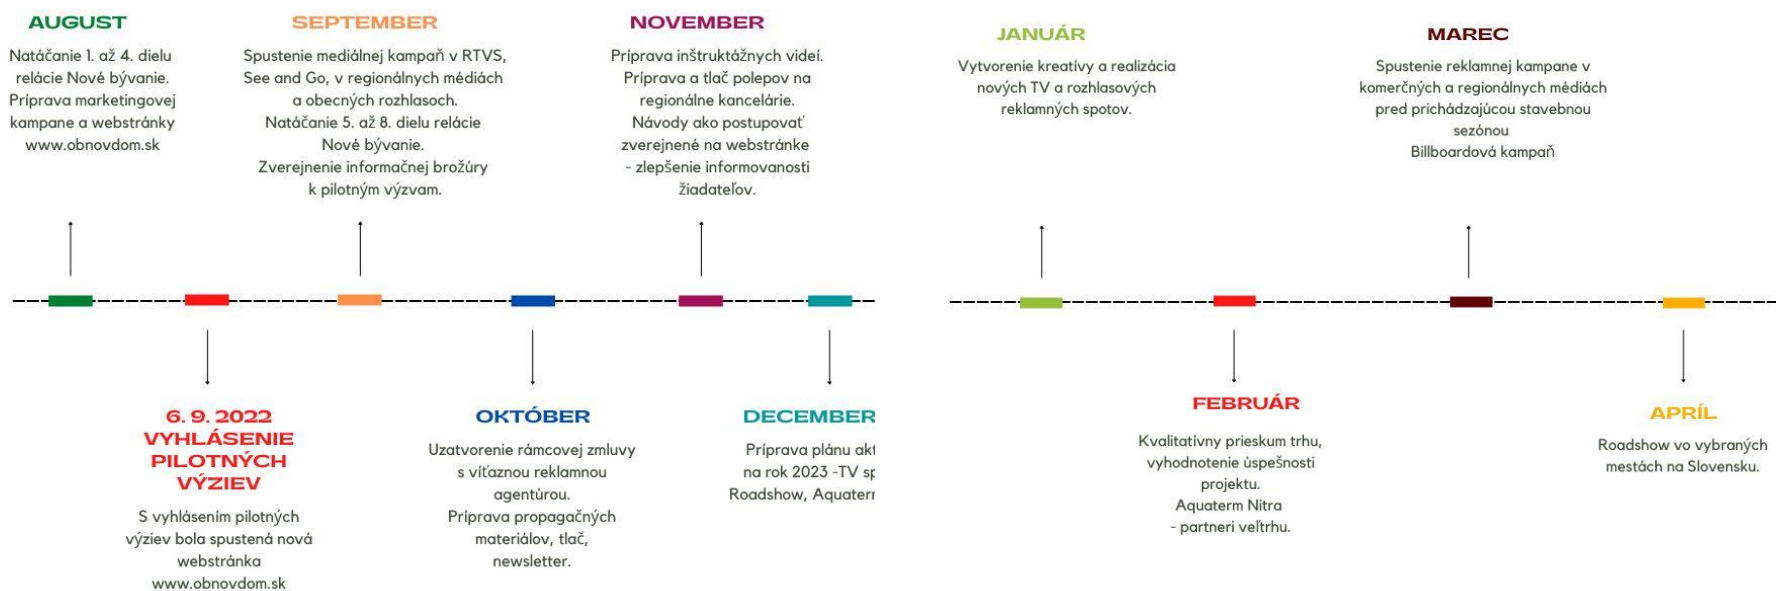 AUGUST
Natáčanie 1. až 4. dielu
relácie Nové bývanie.
Príprava marketingovej
kampane a webstránky
www.obnovdom.sk
6. 9. 2022
VYHLÁSENIE
PILOTNÝCH
VÝZIEV
S vyhlásením pilotných
výziev bola spustená nová
webstránka
www.obnovdom.sk
SEPTEMBER
Spustenie mediálnej kampaň v RTVS,
See and Go, v regionálnych médiách
a obecných rozhlasoch.
Natáčanie 5. až 8. dielu relácie
Nové bývanie.
Zverejnenie informačnej brožúry
k pilotným výzvam.
OKTÓBER
Uzatvorenie rámcovej zmluvy
s víťaznou reklamnou
agentúrou.
Príprava propagačných
materiálov, tlač,
newsletter.
NOVEMBER
Príprava inštruktážnych videí.
Príprava a tlač polepov na
regionálne kancelárie.
Návody ako postupovať
zverejnené na webstránke
- zlepšenie informovanosti
žiadateľov.
DECEMBER
Príprava plánu akt
na rok 2023 -TV sp
Roadshow, Aquater
JANUÁR
Vytvorenie kreatívy a realizácia
nových TV a rozhlasových
reklamných spotov.
FEBRUÁR
Kvalitatívny prieskum trhu,
vyhodnotenie úspešnosti
projektu.
Aquaterm Nitra
- partneri veľtrhu.
MAREC
Spustenie reklamnej kampane v
komerčných a regionálnych médiách
pred prichádzajúcou stavebnou
sezónou
Billboardová kampaň
APRÍL
Roadshow vo vybraných
mestách na Slovensku.